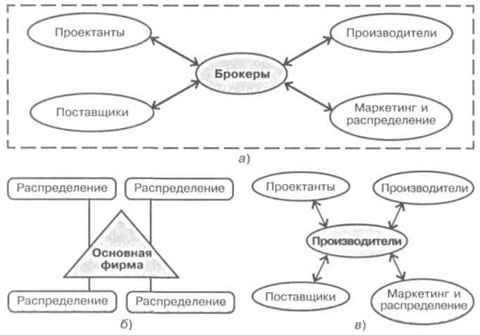 Проектанты
Производители
Брокеры
Поставщики
Маркетинг и
распределение
а)
Распределение
Распределение
Основная
фирма
Распределение
Распределение
б)
Проектанты
Производители
Производители
Поставщики
Маркетинг и
распределение
в)